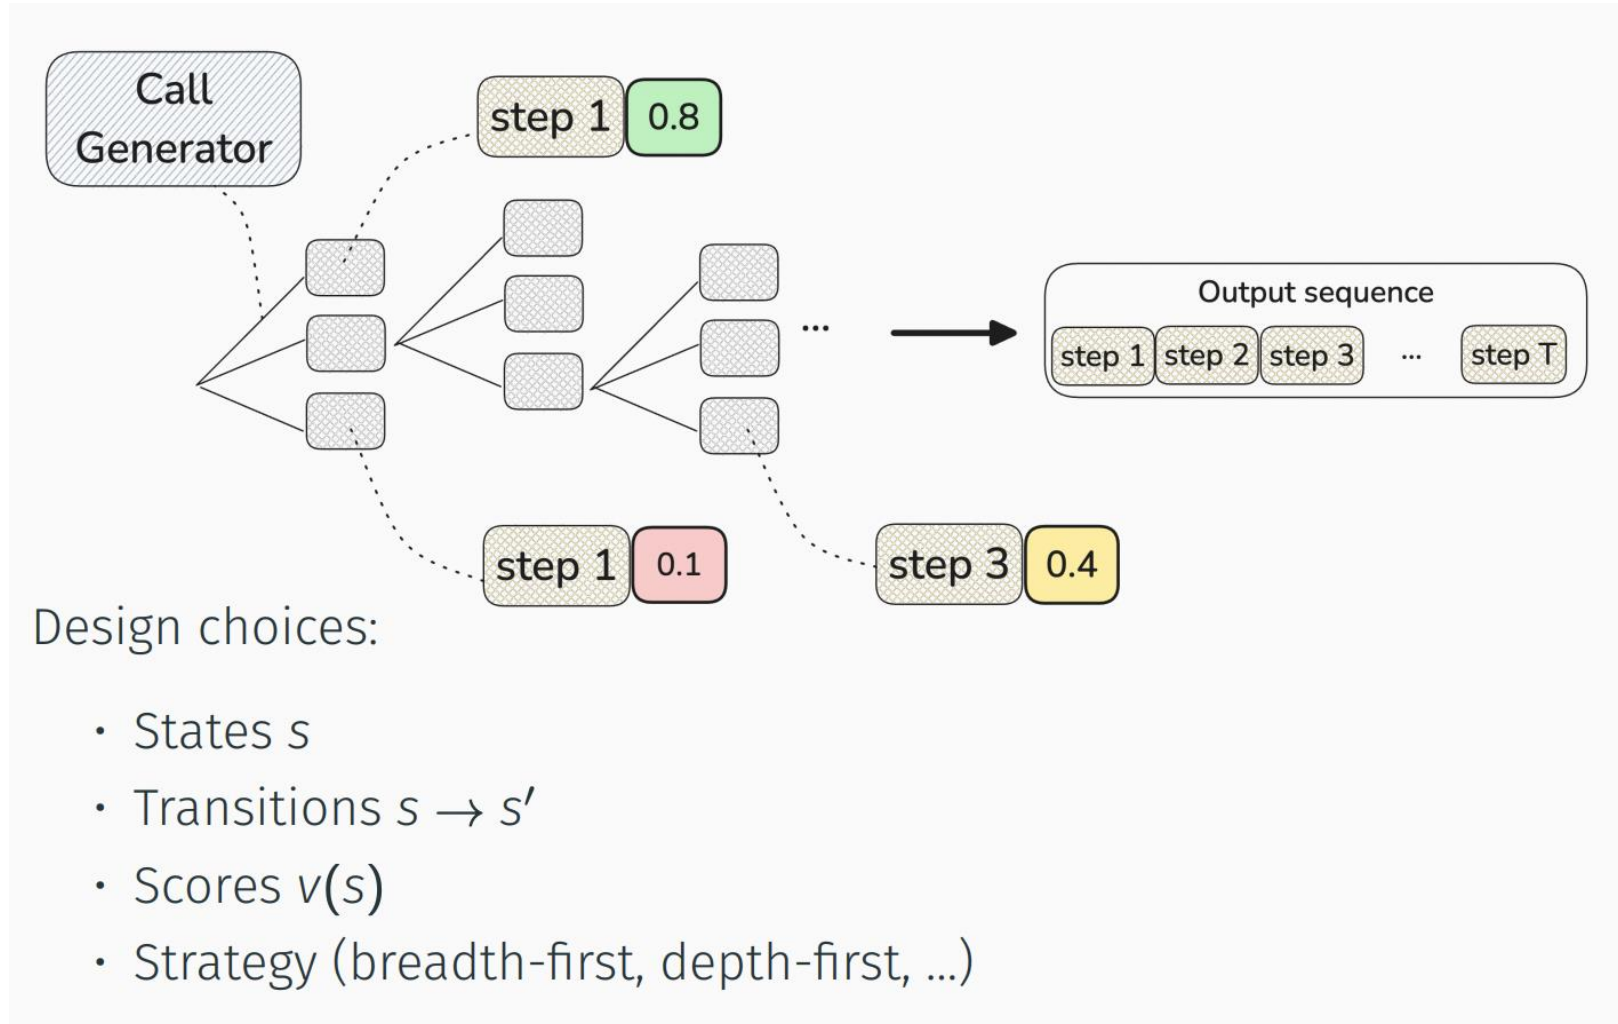 Call
Generator
step 1 0.8
Output sequence
step 1 step 2 step 3 ... step T
...
step 1 0.1
step 3 0.4
Design choices:
• States s
• Transitions s → s′
• Scores v(s)
• Strategy (breadth-first, depth-first, ...)